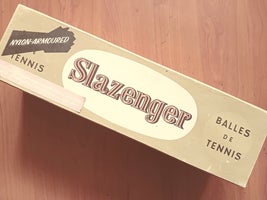 NYLON-ARMOURED
TENNIS
Slazenger
BALLES
DE
TENNIS